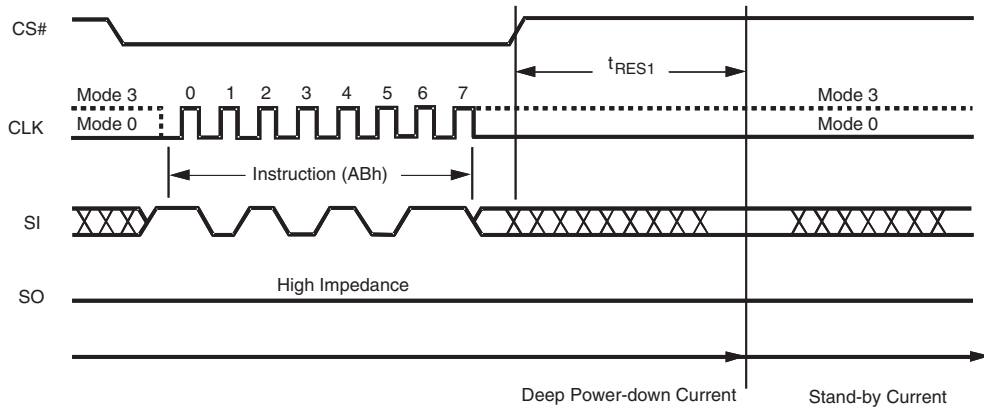 CS#
tRES1
Mode 3
0 1 2 3 4 5 6 7
Mode 3
CLK
Mode 0
Mode 0
Instruction (ABh)
SI
High Impedance
SO
Deep Power-down Current
Stand-by Current